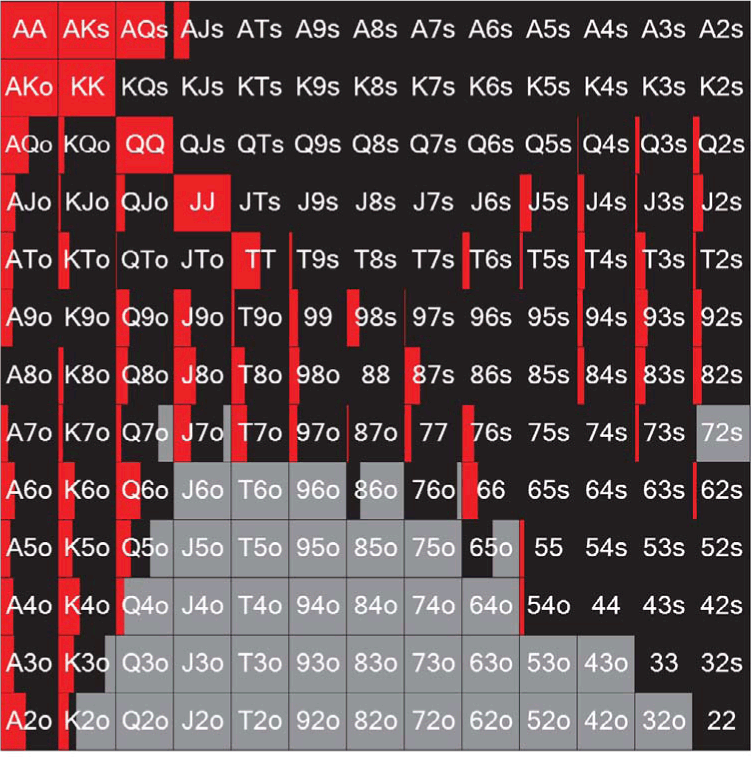 AA AKs AQs AJs ATs A9s A8s A7s A6s A5s A4s A3s A2s
AKo KK KQs KJs KTs K9s K8s K7s K6s K5s K4s K3s K2s
AQo KQo QQ QJs QTs Q9s Q8s Q7s Q6s Q5s Q4s Q3s Q2s
AJo KJo QJo JJ JTs J9s J8s J7s J6s J5s J4s J3s J2s
ATo KTo QTo JTo TT T9s T8s T7s T6s T5s T4s T3s T2s
A9o K9o Q9o J9o T9o 99 98s 97s 96s 95s 94s 93s 92s
A8o K8o Q8o J8o T8o 98o 88 87s 86s 85s 84s 83s 82s
A7o K7o Q7o J7o T7o 97o 87o 77 76s 75s 74s 73s 72s
A6o K6o Q6o J6o T6o 96o 86o 76o 66 65s 64s 63s 62s
A5o K5o Q5o J5o T5o 95o 85o 75o 65o 55 54s 53s 52s
A4o K4o Q4o J4o T4o 94o 84o 74o 64o 54o 44 43s 42s
A3o K3o Q3o J3o T3o 93o 83o 73o 63o 53o 43o 33 32s
A2o K2o Q2o J2o T2o 92o 82o 72o 62o 52o 42o 32o 22